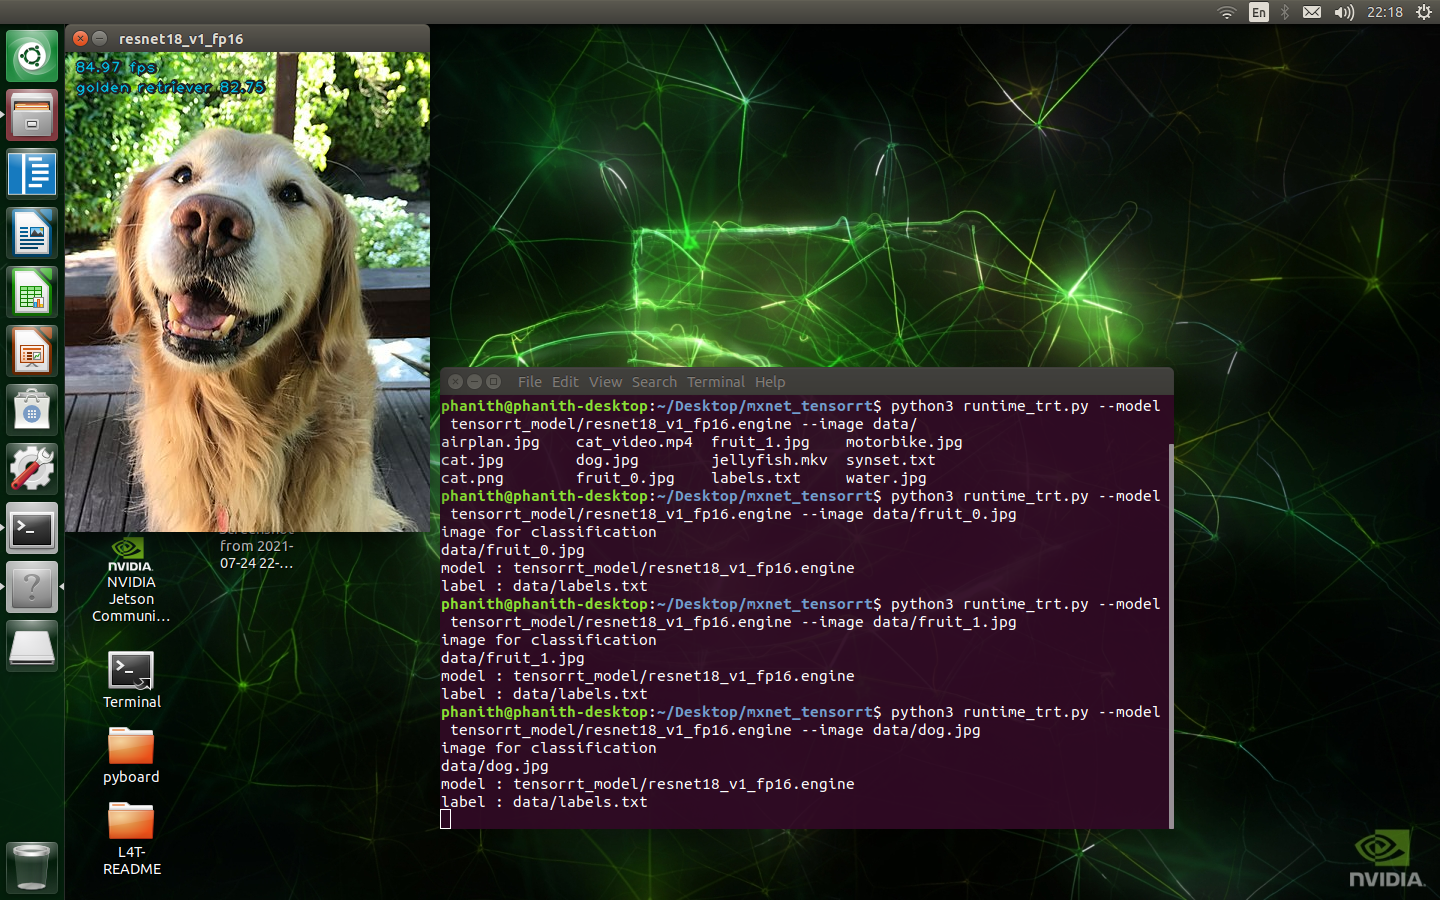 En
22:18
resnet18_v1_fp16
84.97 fps
golden retriever 82.75
File Edit View Search Terminal Help
phanith@phanith-desktop:~/Desktop/mxnet_tensorrt$ python3 runtime_trt.py --model
tensorrt_model/resnet18_v1_fp16.engine --image data/
airplan.jpg cat_video.mp4 fruit_1.jpg motorbike.jpg
cat.jpg dog.jpg jellyfish.mkv synset.txt
cat.png fruit_0.jpg labels.txt water.jpg
phanith@phanith-desktop:~/Desktop/mxnet_tensorrt$ python3 runtime_trt.py --model
tensorrt_model/resnet18_v1_fp16.engine --image data/fruit_0.jpg
image for classification
data/fruit_0.jpg
model : tensorrt_model/resnet18_v1_fp16.engine
label : data/labels.txt
phanith@phanith-desktop:~/Desktop/mxnet_tensorrt$ python3 runtime_trt.py --model
tensorrt_model/resnet18_v1_fp16.engine --image data/fruit_1.jpg
image for classification
data/fruit_1.jpg
model : tensorrt_model/resnet18_v1_fp16.engine
label : data/labels.txt
phanith@phanith-desktop:~/Desktop/mxnet_tensorrt$ python3 runtime_trt.py --model
tensorrt_model/resnet18_v1_fp16.engine --image data/dog.jpg
image for classification
data/dog.jpg
model : tensorrt_model/resnet18_v1_fp16.engine
label : data/labels.txt
Screenshot
from 2021-
07-24 22-...
NVIDIA.
NVIDIA
Jetson
Communi...
Terminal
pyboard
L4T-
README
NVIDIA.